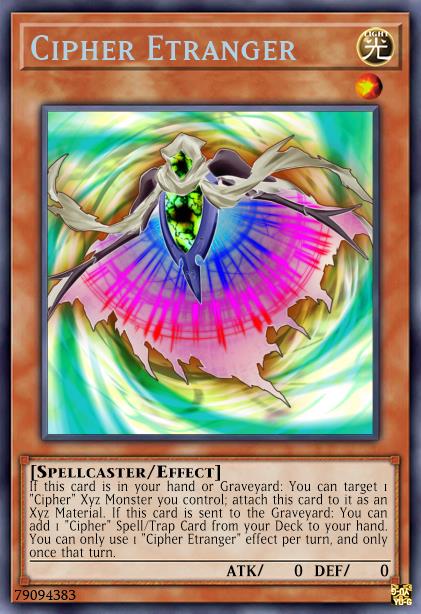 CIPHER ETRANGER
LIGHT
光
[SPELLCASTER/EFFECT]
If this card is in your hand or Graveyard: You can target 1
"Cipher" Xyz Monster you control; attach this card to it as an
Xyz Material. If this card is sent to the Graveyard: You can
add 1 "Cipher" Spell/Trap Card from your Deck to your hand.
You can only use 1 "Cipher Etranger" effect per turn, and only
once that turn.
ATK/ 0 DEF/ 0
79094383